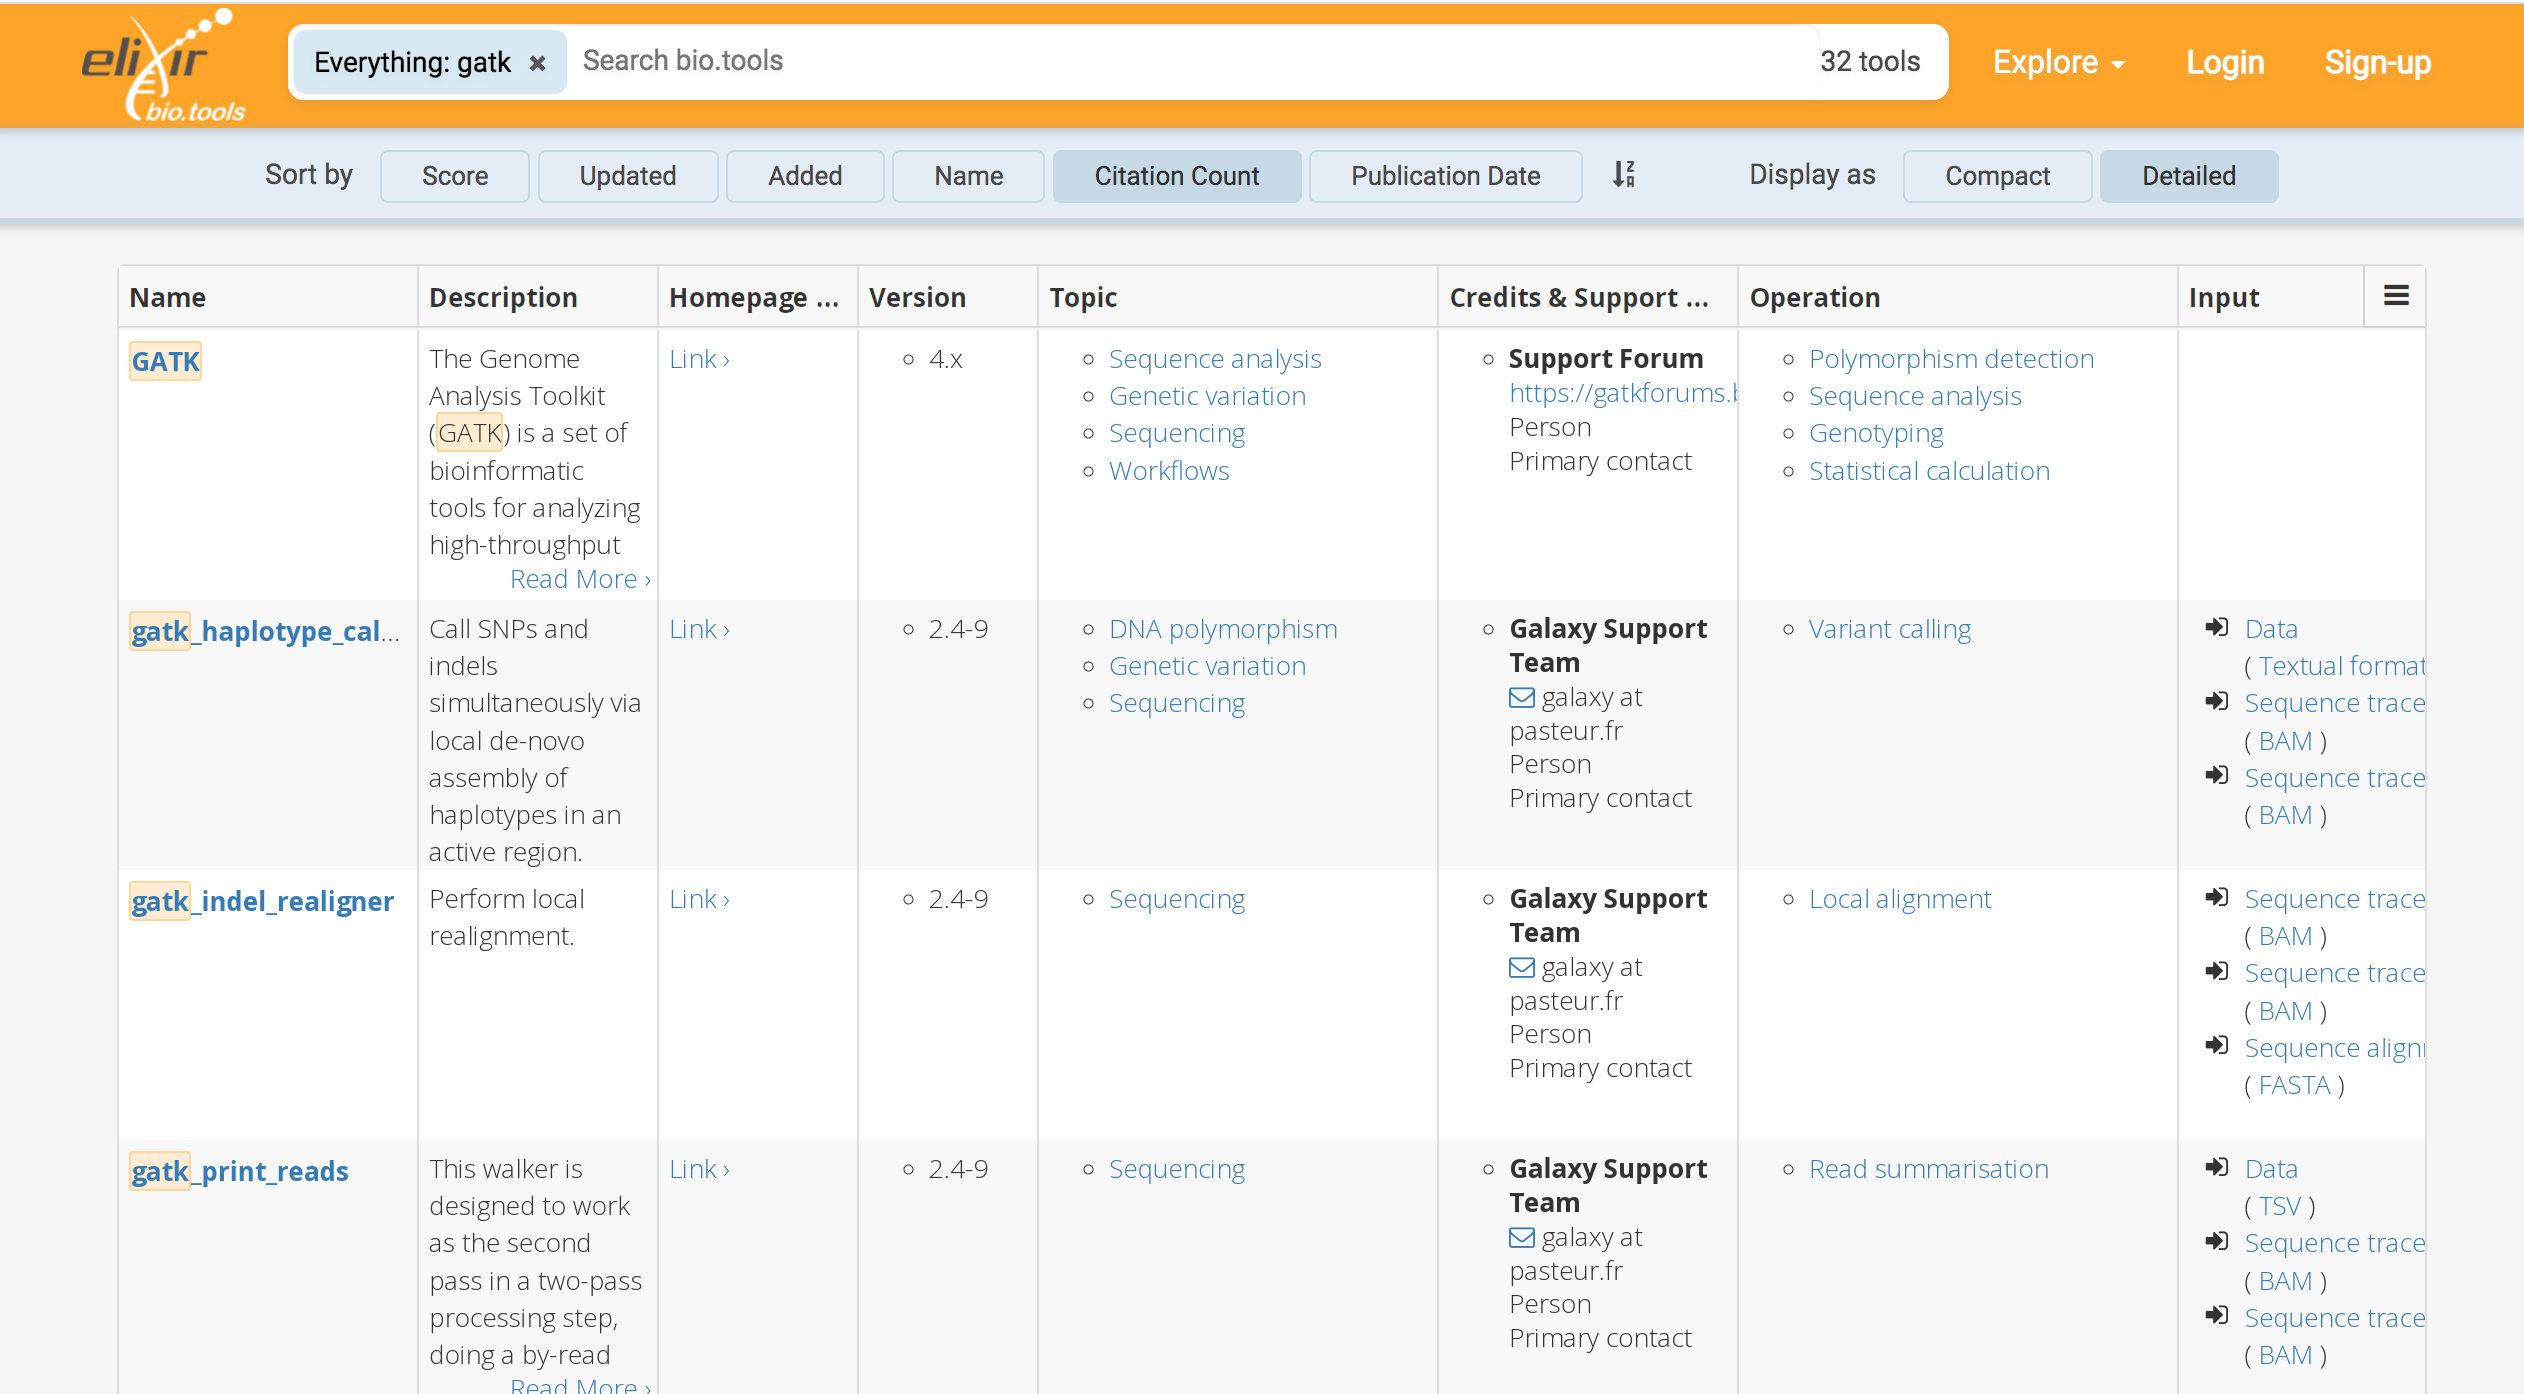 elixir
bio.tools
Everything: gatk ×
Search bio.tools
32 tools
Explore
Login
Sign-up
Sort by
Score
Updated
Added
Name
Citation Count
Publication Date
Display as
Compact
Detailed
Name
Description
Homepage ...
Version
Topic
Credits & Support ...
Operation
Input
GATK
The Genome
Analysis Toolkit
(GATK) is a set of
bioinformatic
tools for analyzing
high-throughput
Read More ›
Link ›
4.x
Sequence analysis
Genetic variation
Sequencing
Workflows
Support Forum
https://gatkforums.b
Person
Primary contact
Polymorphism detection
Sequence analysis
Genotyping
Statistical calculation
gatk_haplotype_cal...
Call SNPs and
indels
simultaneously via
local de-novo
assembly of
haplotypes in an
active region.
Link ›
2.4-9
DNA polymorphism
Genetic variation
Sequencing
Galaxy Support
Team
galaxy at
pasteur.fr
Person
Primary contact
Variant calling
Data
( Textual format
Sequence trace
( BAM )
Sequence trace
( BAM )
gatk_indel_realigner
Perform local
realignment.
Link ›
2.4-9
Sequencing
Galaxy Support
Team
galaxy at
pasteur.fr
Person
Primary contact
Local alignment
Sequence trace
( BAM )
Sequence trace
( BAM )
Sequence align
( FASTA )
gatk_print_reads
This walker is
designed to work
as the second
pass in a two-pass
processing step,
doing a by-read
Read More ›
Link ›
2.4-9
Sequencing
Galaxy Support
Team
galaxy at
pasteur.fr
Person
Primary contact
Read summarisation
Data
( TSV )
Sequence trace
( BAM )
Sequence trace
( BAM )